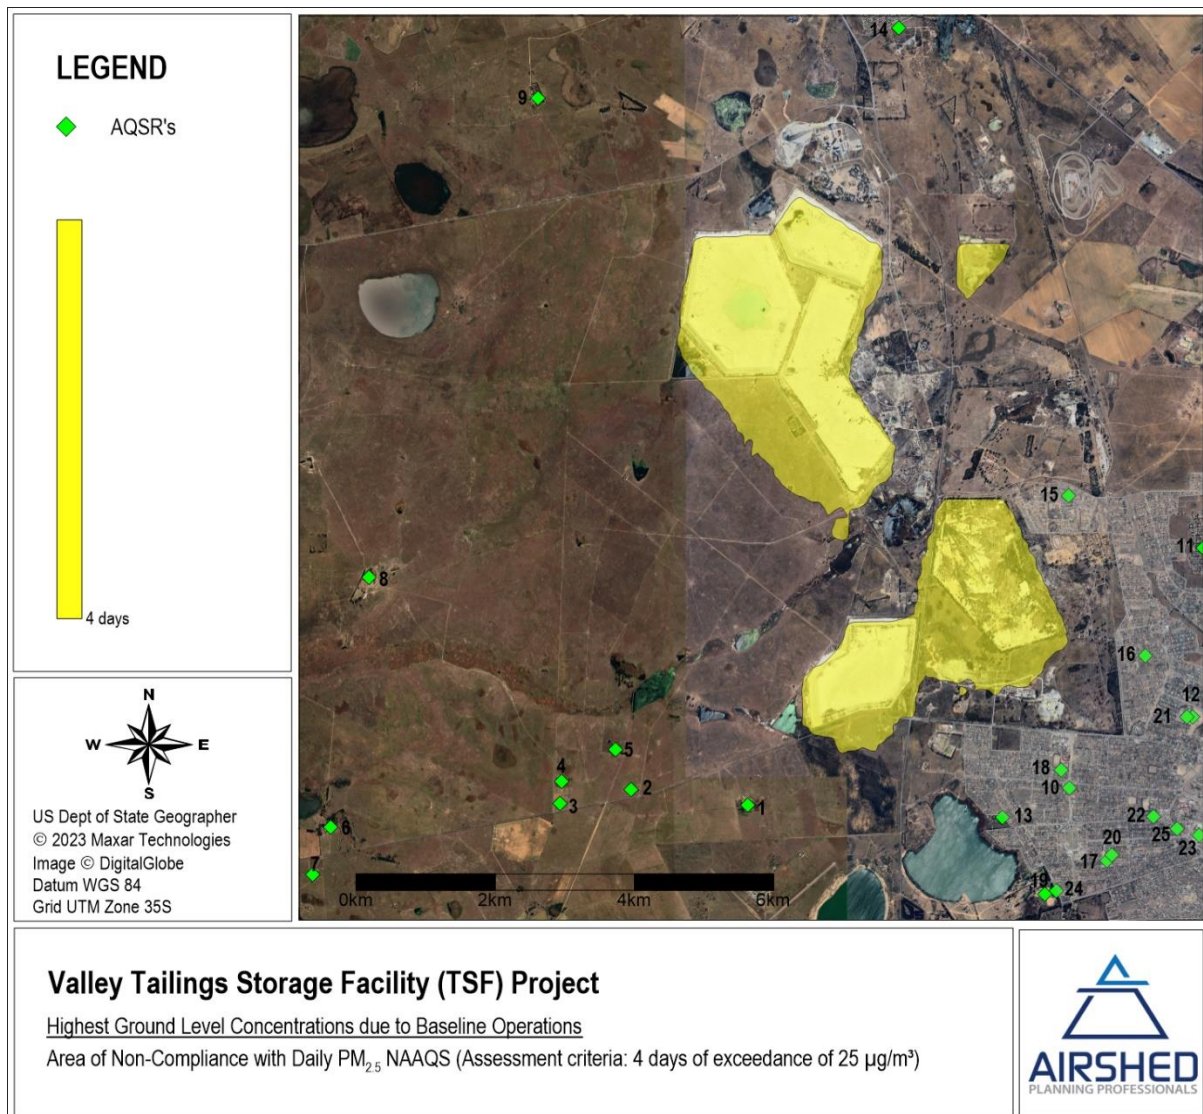 LEGEND
AQSR's
4 days
N
W
E
S
US Dept of State Geographer
© 2023 Maxar Technologies
Image © DigitalGlobe
Datum WGS 84
Grid UTM Zone 35S
14
9
15
11
8
16
12
21
5
4
18
2
10
3
1
13
22
6
25
23
20
17
7
19
24
0km
2km
4km
6km
Valley Tailings Storage Facility (TSF) Project
Highest Ground Level Concentrations due to Baseline Operations
Area of Non-Compliance with Daily PM2.5 NAAQS (Assessment criteria: 4 days of exceedance of 25 µg/m³)
AIRSHED
PLANNING PROFESSIONALS